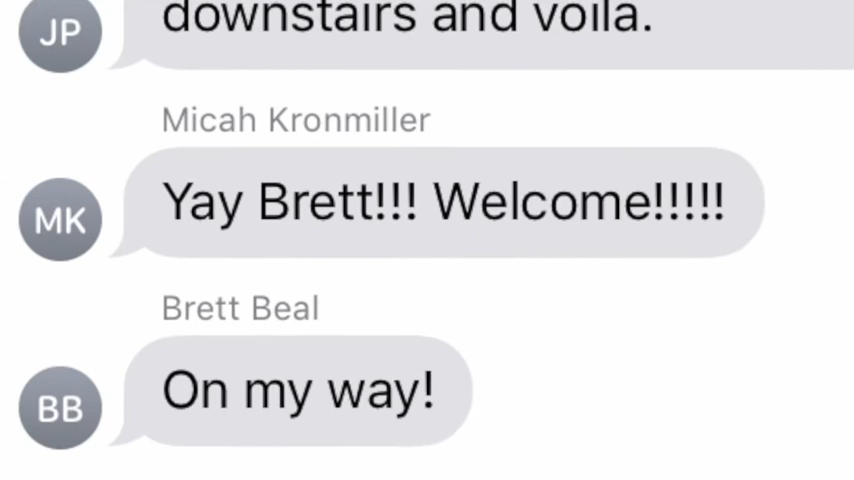 downstairs and voila.
JP
Micah Kronmiller
Yay Brett!!! Welcome!!!!!
MK
Brett Beal
On my way!
BB